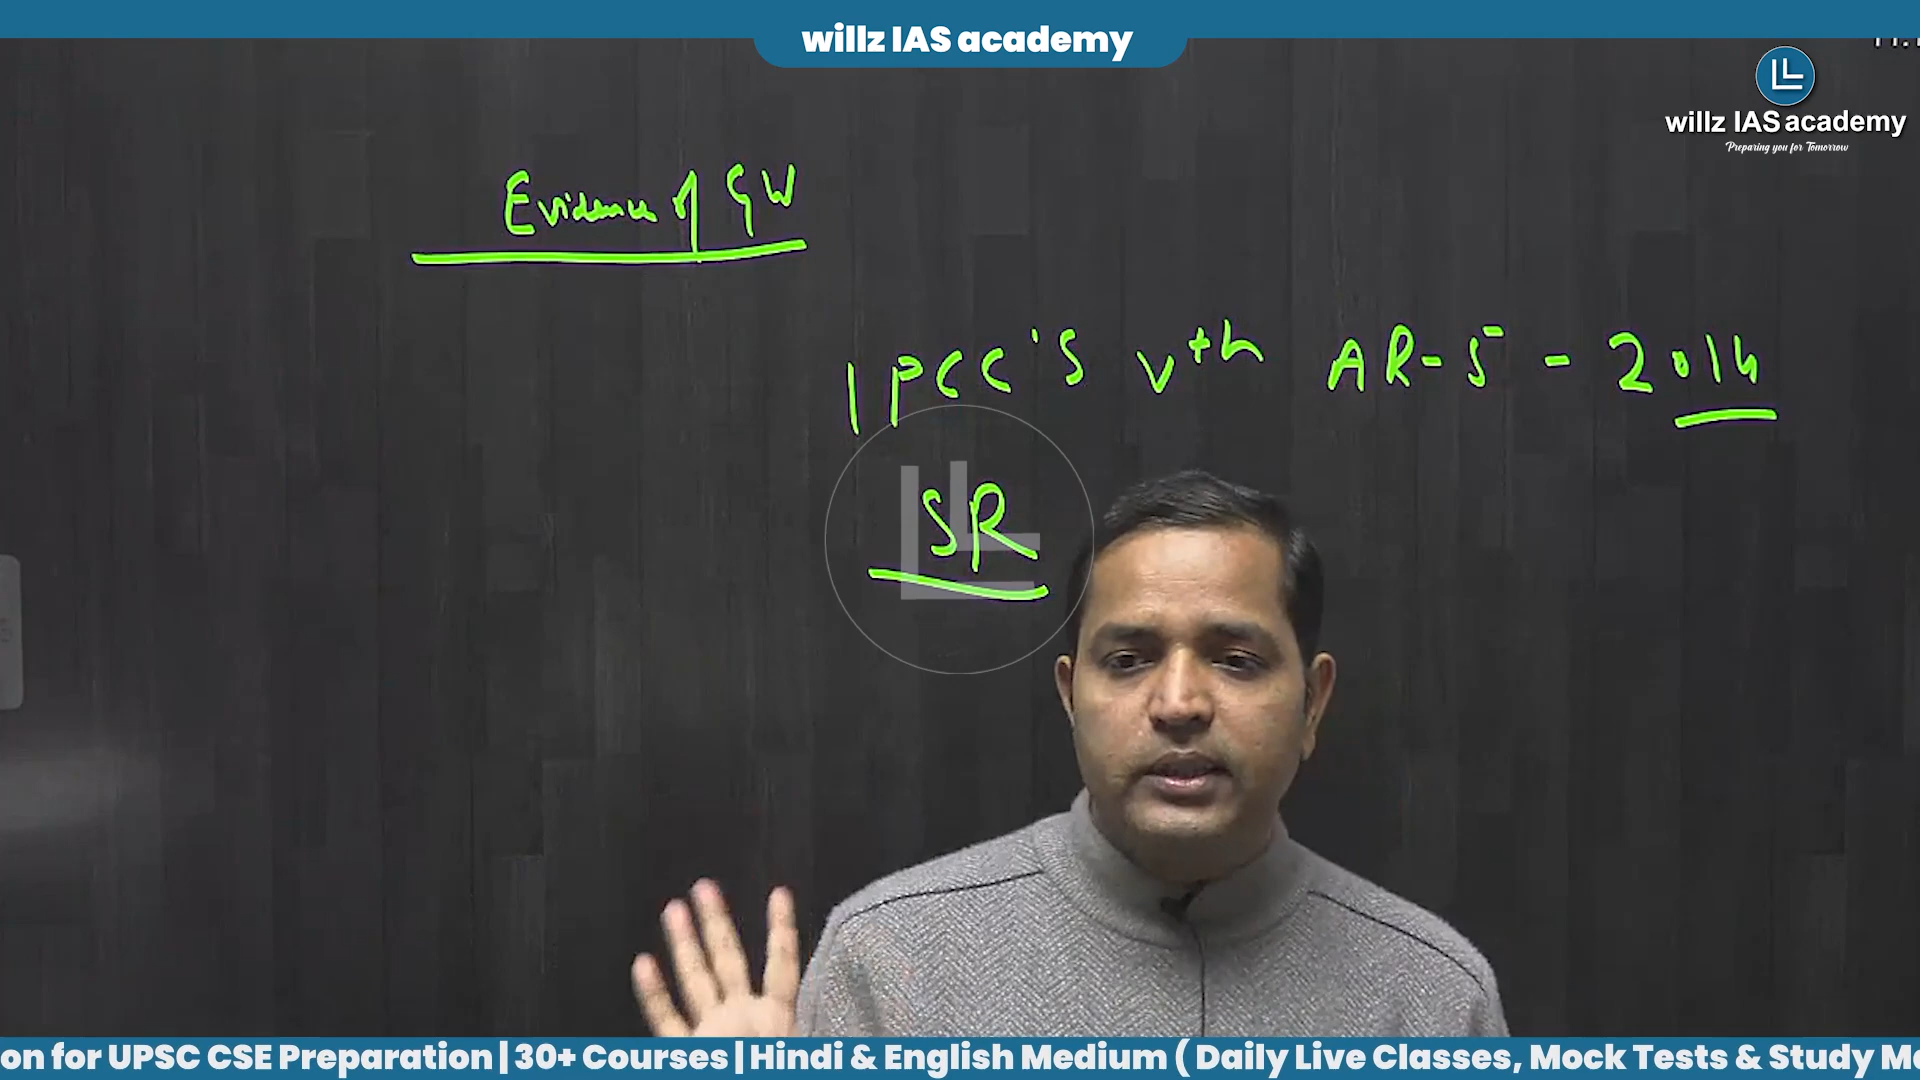 willz IAS academy
willz IAS academy
Preparing you for Tomorrow
Evidence of GW
IPCC'S Vth AR-5 - 2014
SR
on for UPSC CSE Preparation | 30+ Courses | Hindi & English Medium ( Daily Live Classes, Mock Tests & Study M